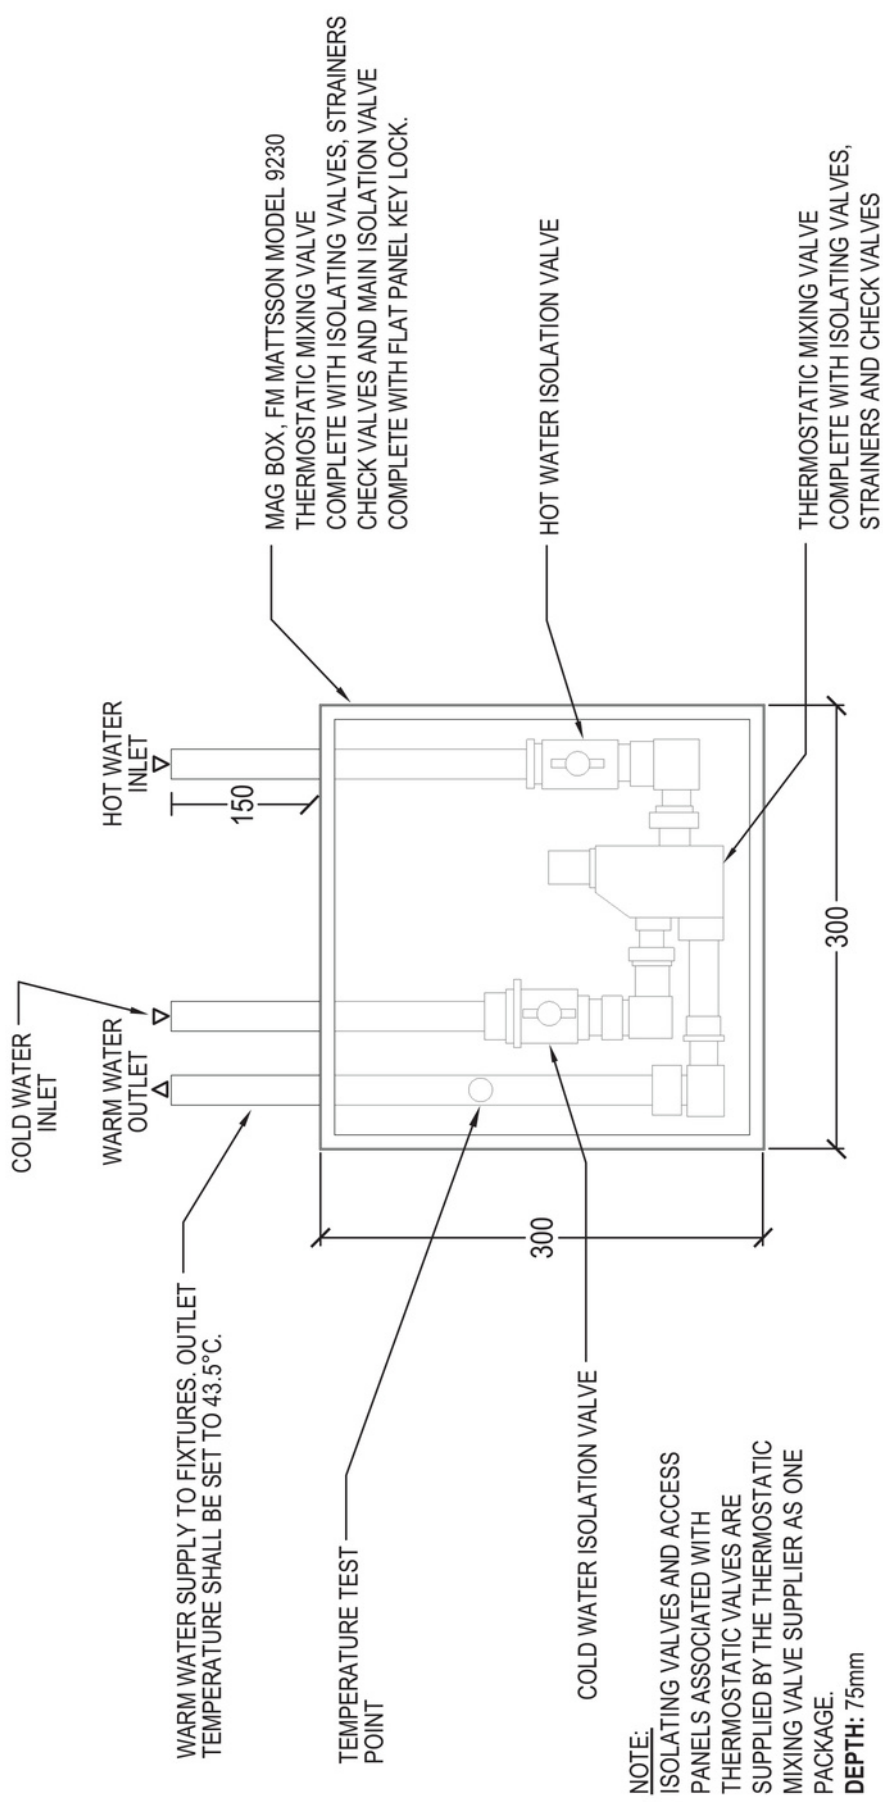 COLD WATER
INLET
WARM WATER
OUTLET
HOT WATER
INLET
150
WARM WATER SUPPLY TO FIXTURES. OUTLET
TEMPERATURE SHALL BE SET TO 43.5°C.
MAG BOX, FM MATTSSON MODEL 9230
THERMOSTATIC MIXING VALVE
COMPLETE WITH ISOLATING VALVES, STRAINERS
CHECK VALVES AND MAIN ISOLATION VALVE
COMPLETE WITH FLAT PANEL KEY LOCK.
TEMPERATURE TEST
POINT
300
HOT WATER ISOLATION VALVE
COLD WATER ISOLATION VALVE
THERMOSTATIC MIXING VALVE
COMPLETE WITH ISOLATING VALVES,
STRAINERS AND CHECK VALVES
300
NOTE:
ISOLATING VALVES AND ACCESS
PANELS ASSOCIATED WITH
THERMOSTATIC VALVES ARE
SUPPLIED BY THE THERMOSTATIC
MIXING VALVE SUPPLIER AS ONE
PACKAGE.
DEPTH: 75mm